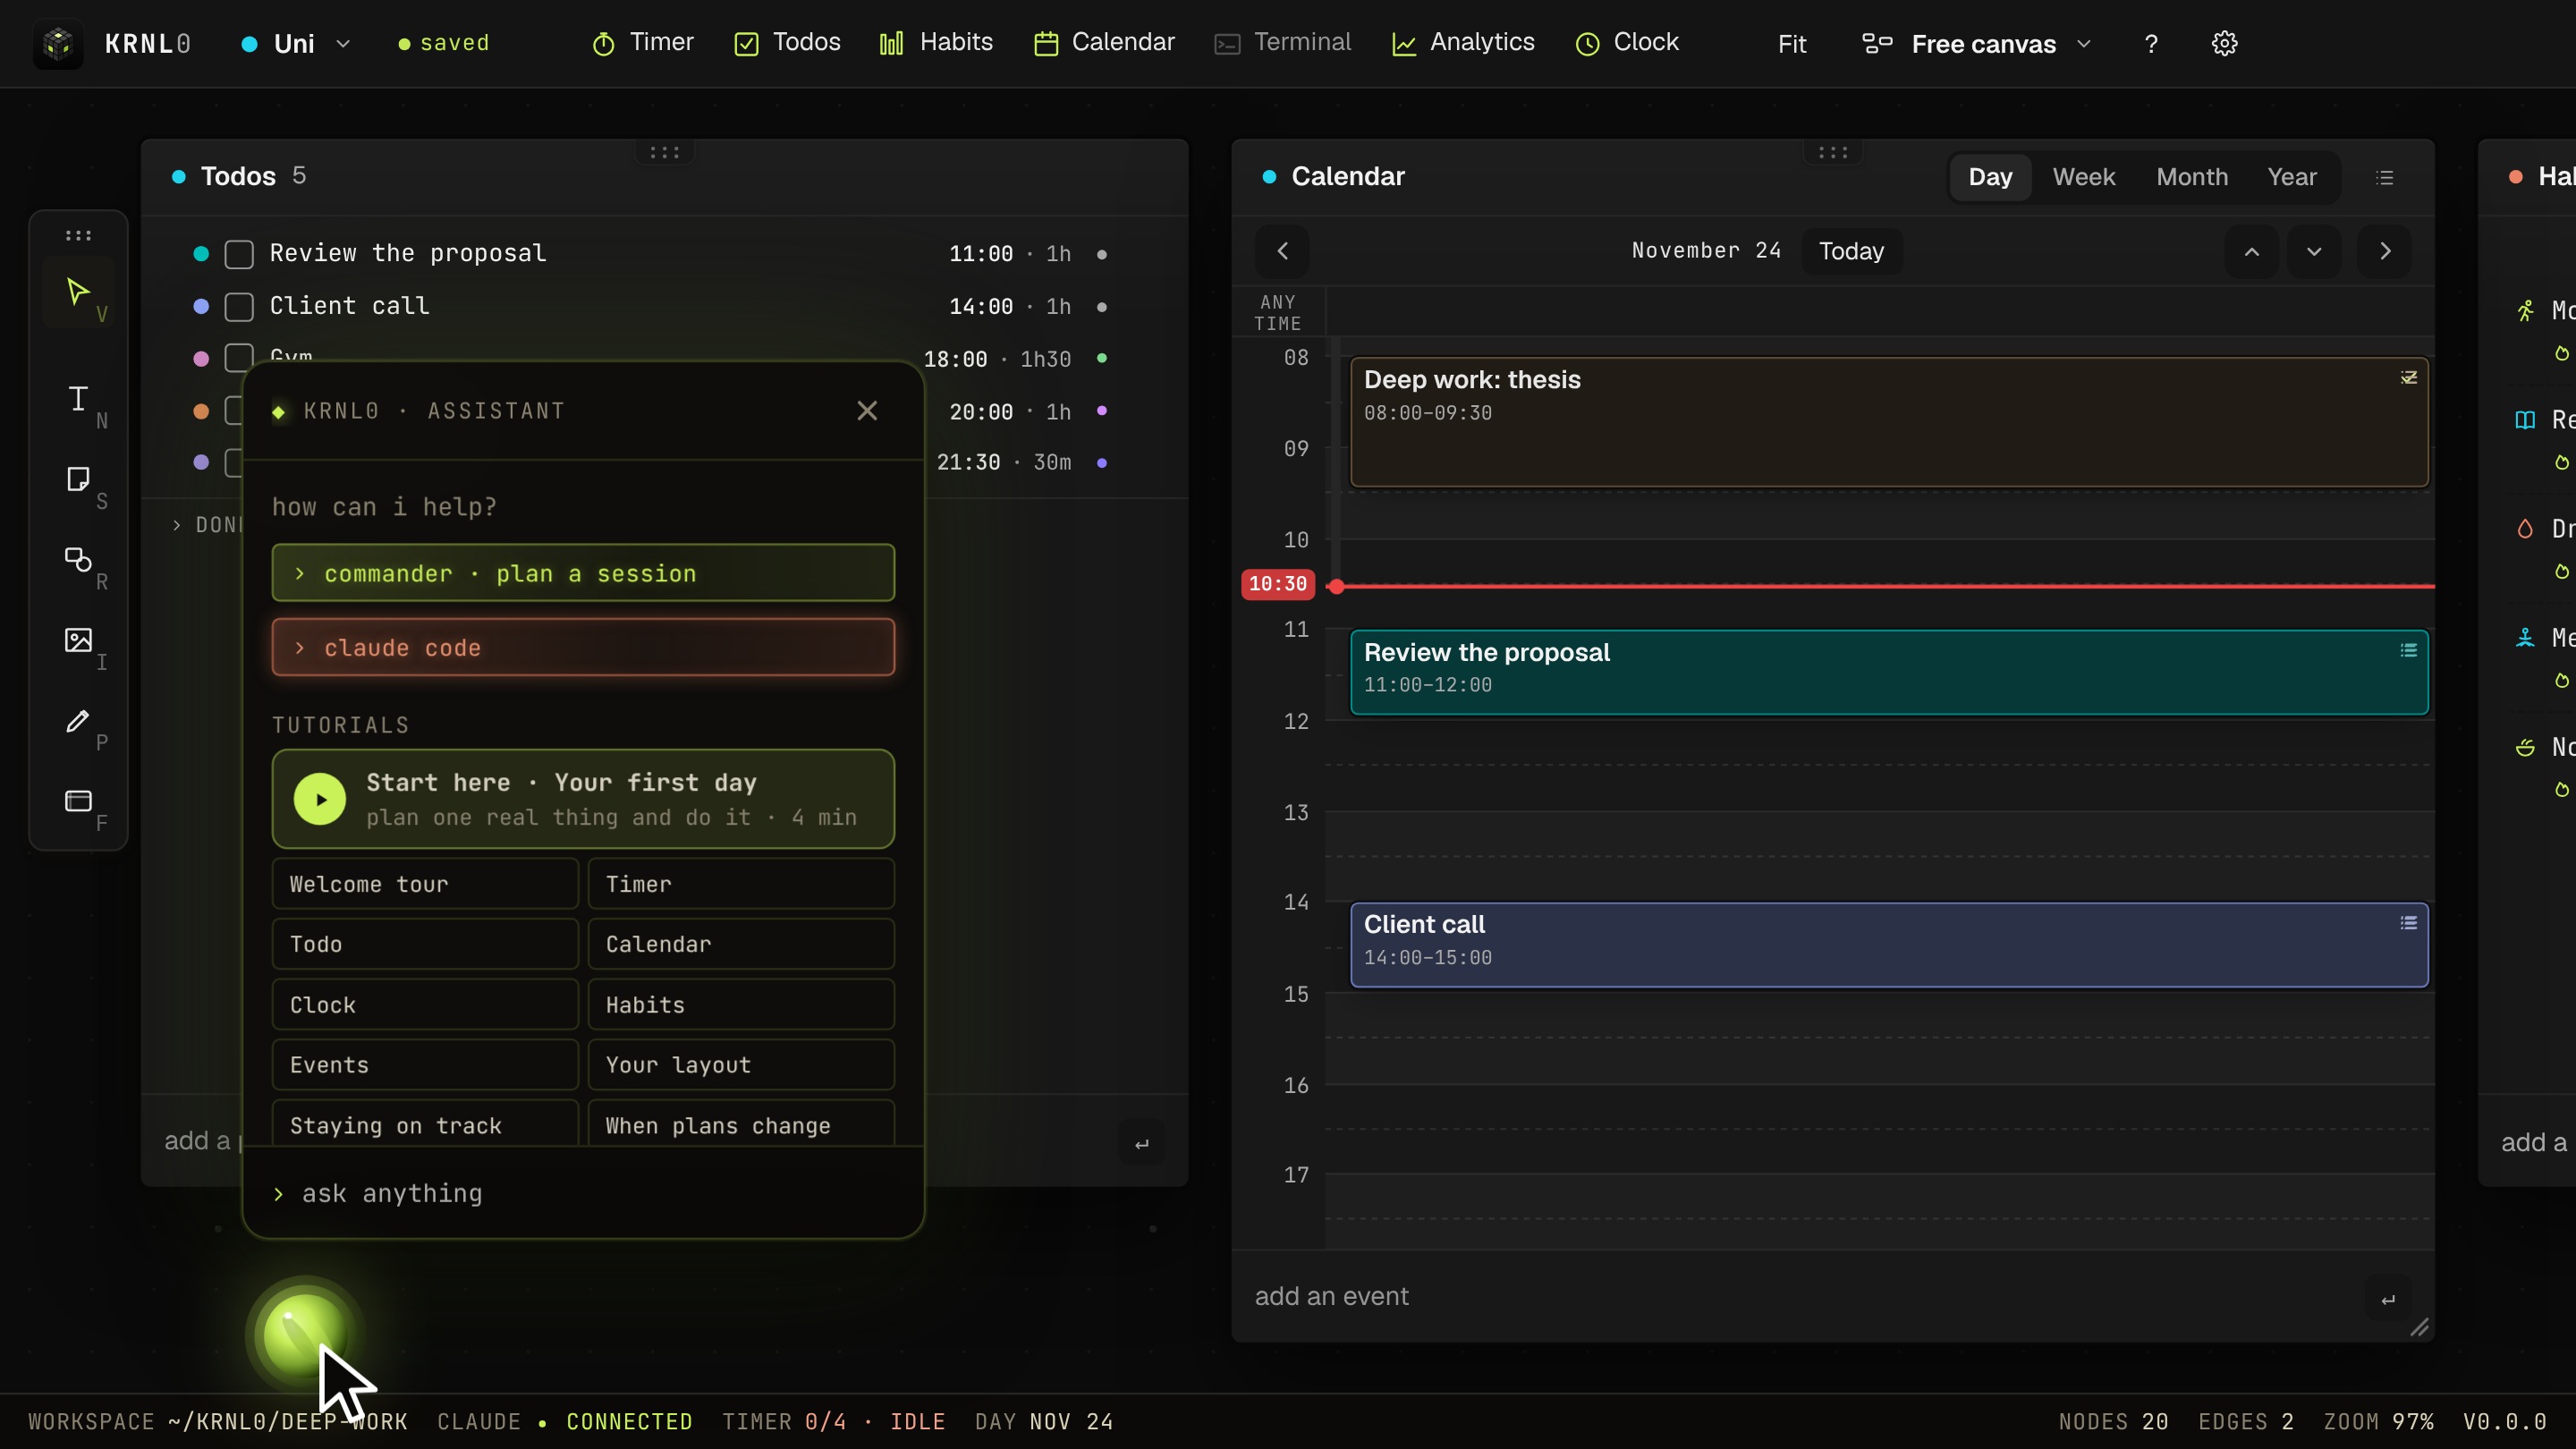 KRNL0
Uni
saved
Timer
Todos
Habits
Calendar
Terminal
Analytics
Clock
Fit
Free canvas
?
Todos 5
Review the proposal 11:00 · 1h
Client call 14:00 · 1h
Gym 18:00 · 1h30
20:00 · 1h
21:30 · 30m
V
N
S
R
I
P
F
KRNL0 · ASSISTANT
how can i help?
commander · plan a session
claude code
TUTORIALS
Start here · Your first day
plan one real thing and do it · 4 min
Welcome tour
Timer
Todo
Calendar
Clock
Habits
Events
Your layout
Staying on track
When plans change
add a
ask anything
Calendar
Day
Week
Month
Year
November 24
Today
ANY
TIME
08
Deep work: thesis
08:00–09:30
09
10
10:30
11
Review the proposal
11:00–12:00
12
13
14
Client call
14:00–15:00
15
16
17
add an event
add a
WORKSPACE ~/KRNL0/DEEP-WORK CLAUDE • CONNECTED TIMER 0/4 · IDLE DAY NOV 24
NODES 20 EDGES 2 ZOOM 97% V0.0.0